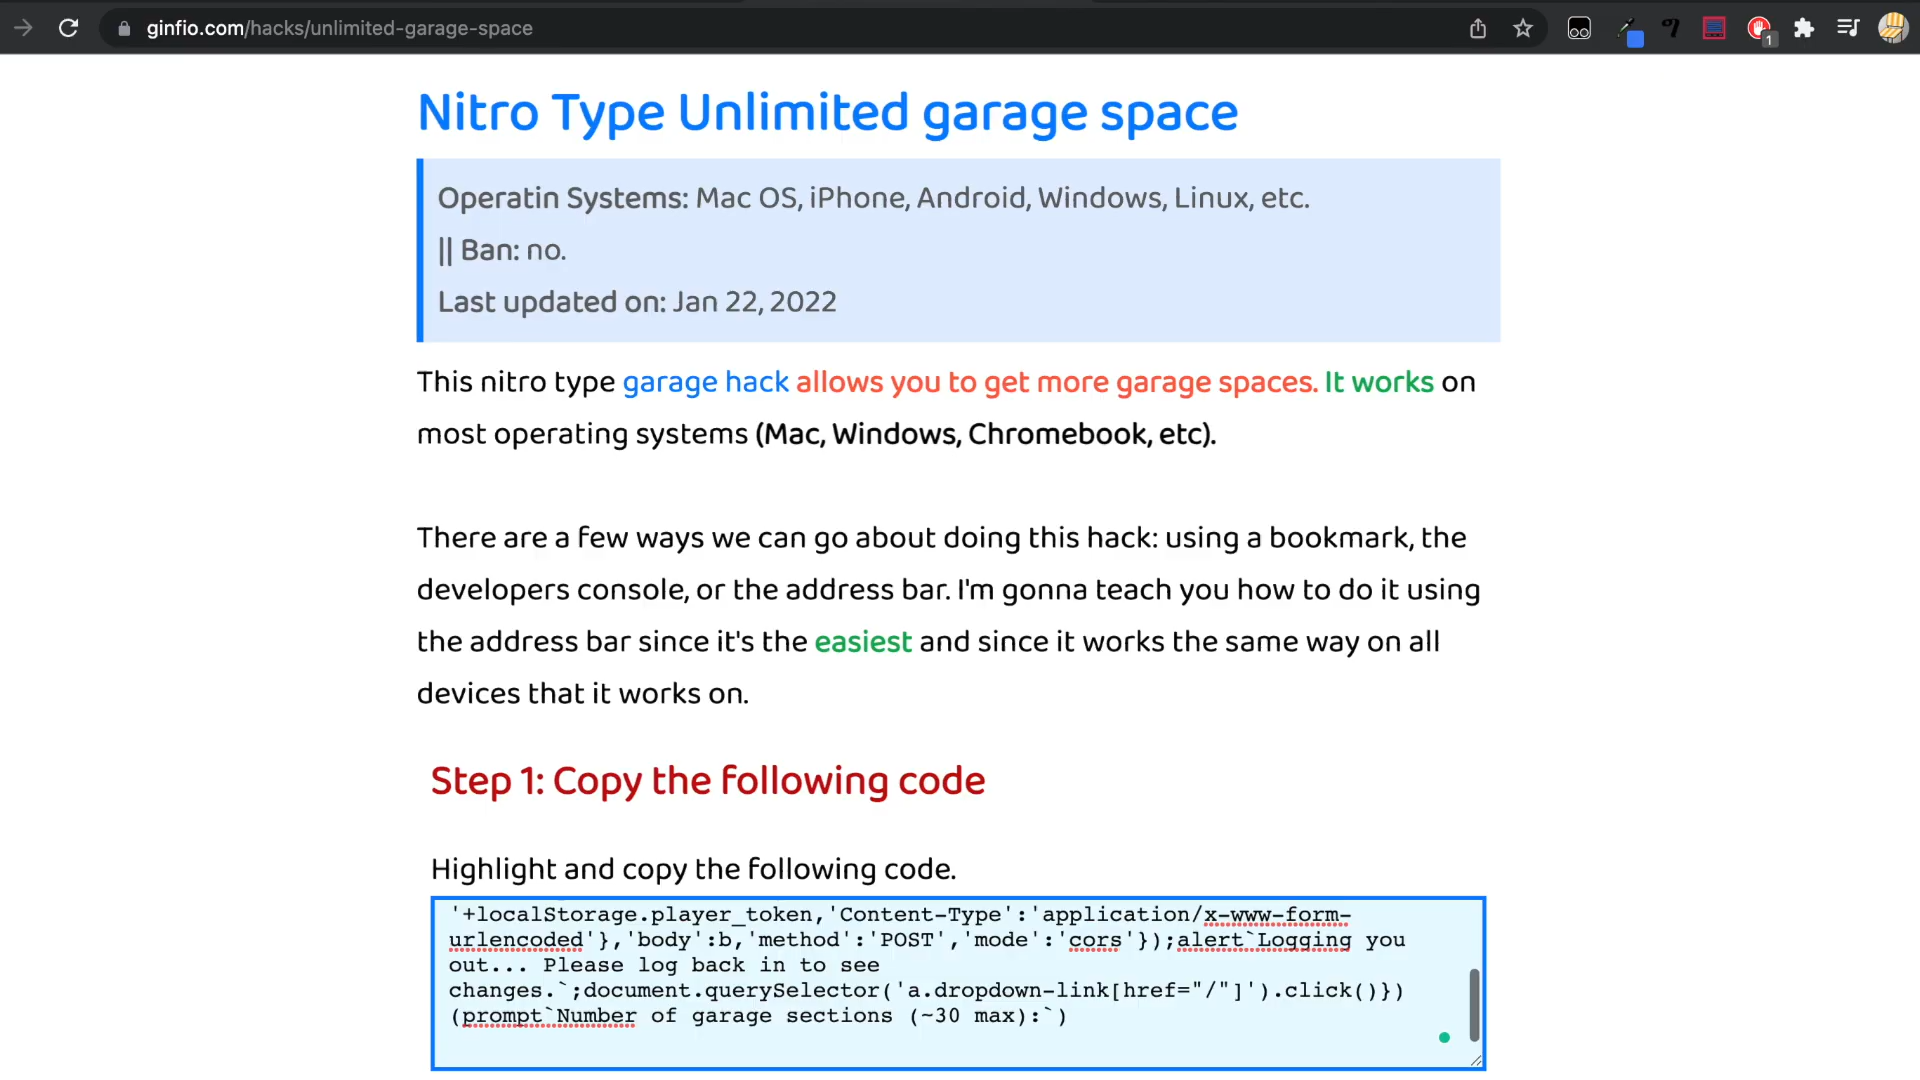 ginfio.com/hacks/unlimited-garage-space
1
Nitro Type Unlimited garage space
Operatin Systems: Mac OS, iPhone, Android, Windows, Linux, etc.
|| Ban: no.
Last updated on: Jan 22, 2022
This nitro type garage hack allows you to get more garage spaces. It works on
most operating systems (Mac, Windows, Chromebook, etc).
There are a few ways we can go about doing this hack: using a bookmark, the
developers console, or the address bar. I'm gonna teach you how to do it using
the address bar since it's the easiest and since it works the same way on all
devices that it works on.
Step 1: Copy the following code
Highlight and copy the following code.
'+localStorage.player_token,'Content-Type':'application/x-www-form-
urlencoded'},'body':b,'method':'POST','mode':'cors'});alert`Logging you
out... Please log back in to see
changes.`;document.querySelector('a.dropdown-link[href="/"]').click()})
(prompt`Number of garage sections (~30 max):`)